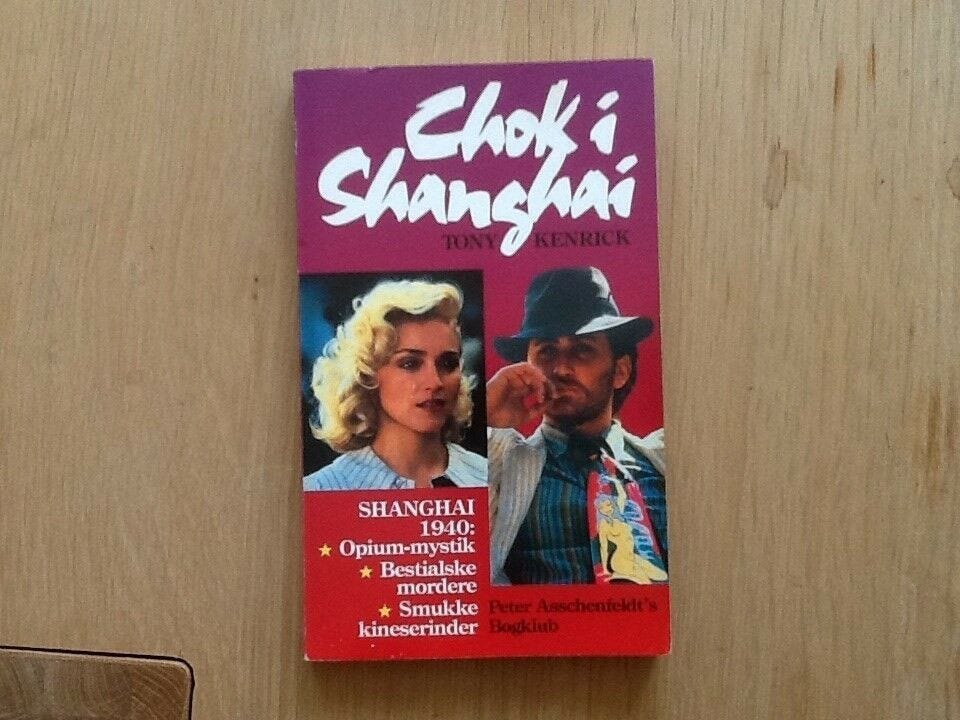 Chok i
Shanghai
TONY KENRICK
SHANGHAI
1940:
Opium-mystik
Bestialske
mordere
Smukke
kineserinder
Peter Asschenfeldt's
Bogklub